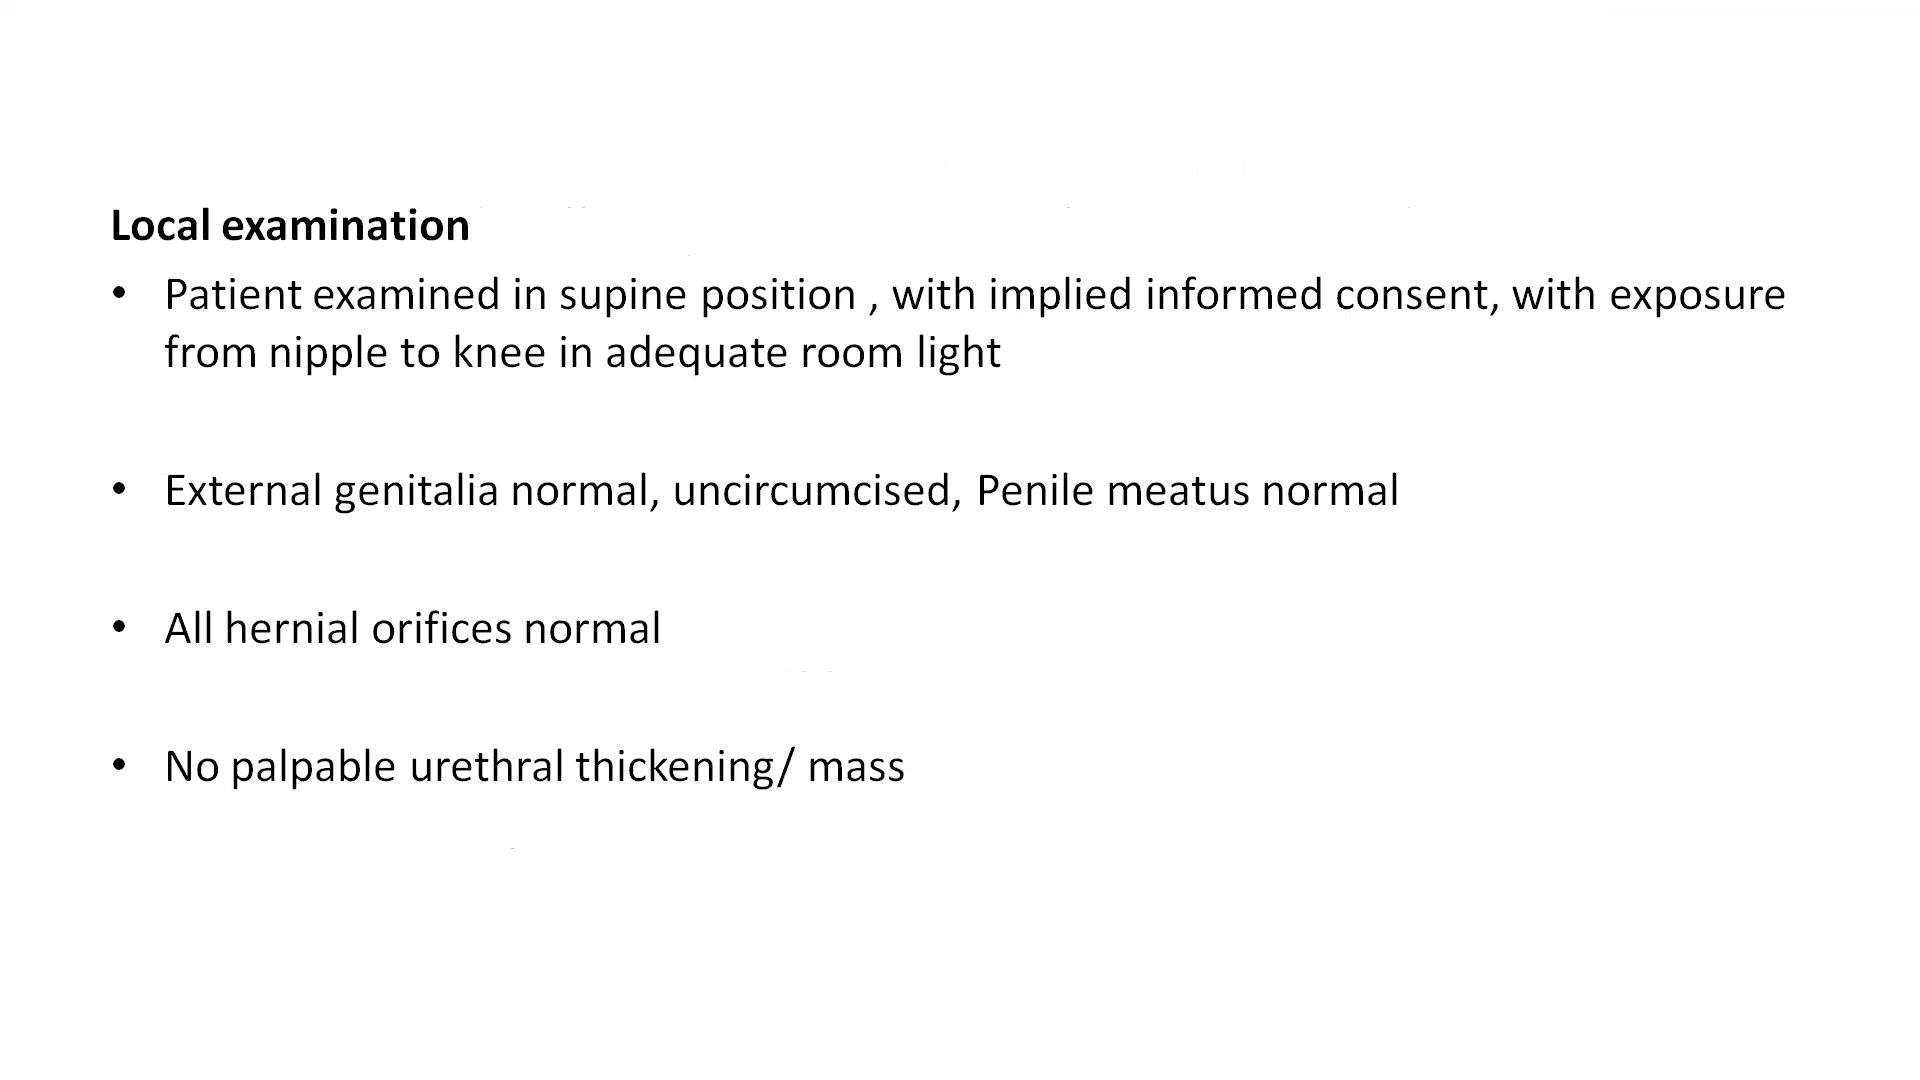 Local examination
• Patient examined in supine position , with implied informed consent, with exposure
from nipple to knee in adequate room light
• External genitalia normal, uncircumcised, Penile meatus normal
• All hernial orifices normal
• No palpable urethral thickening/ mass